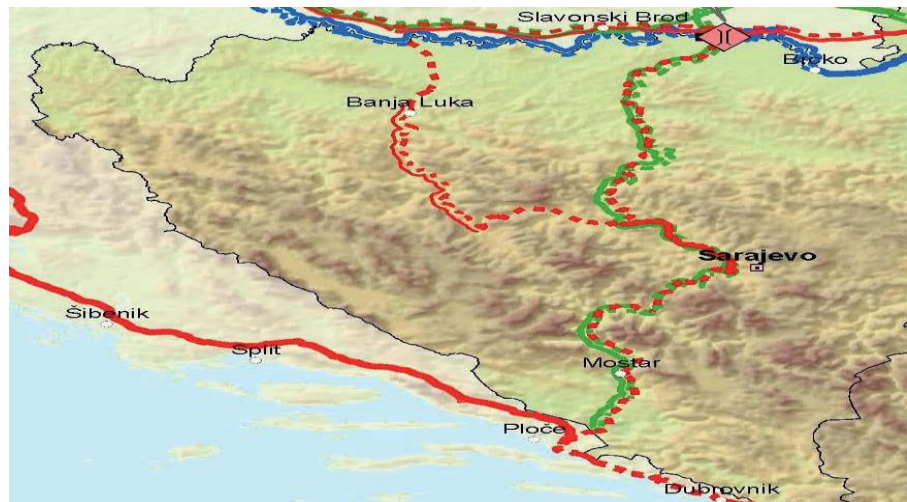 Slavonski Brod
Brčko
Banja Luka
Sarajevo
Šibenik
Split
Mostar
Ploče
Dubrovnik